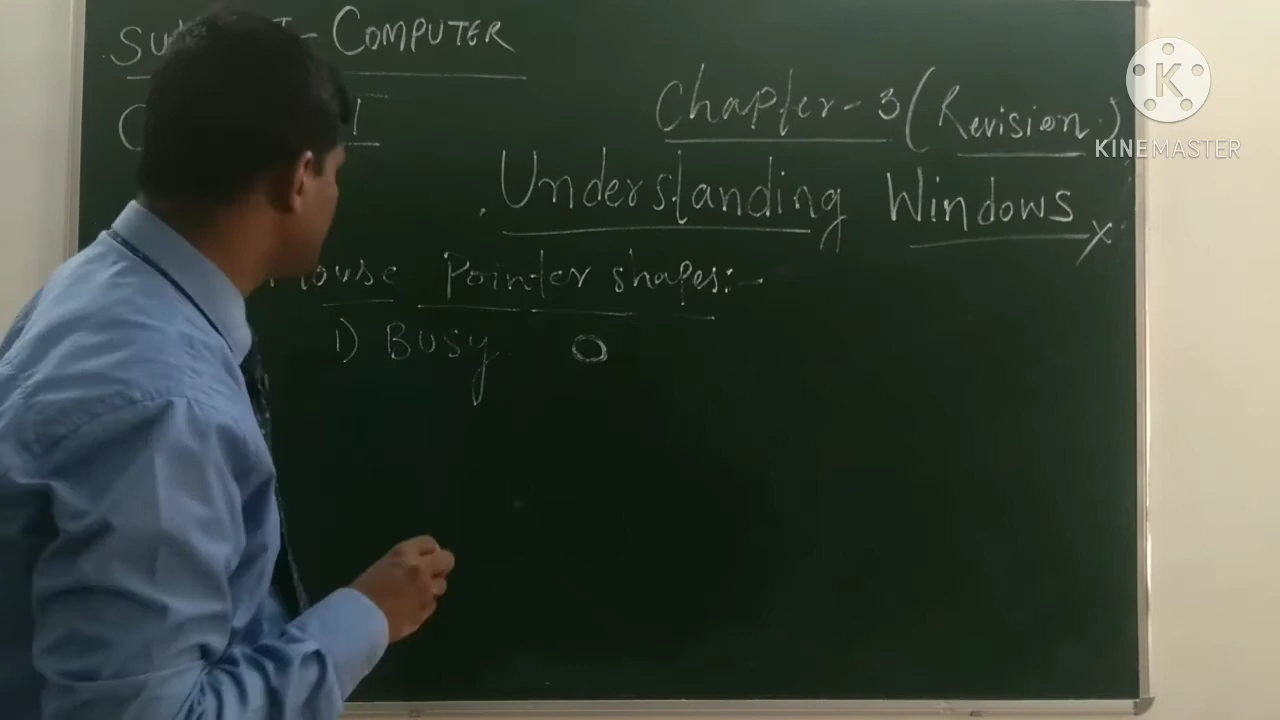 COMPUTER
Chapter - 3 (Revision.)
Understanding Windows
Pointer shapes:-
1) Busy
K
KINEMASTER